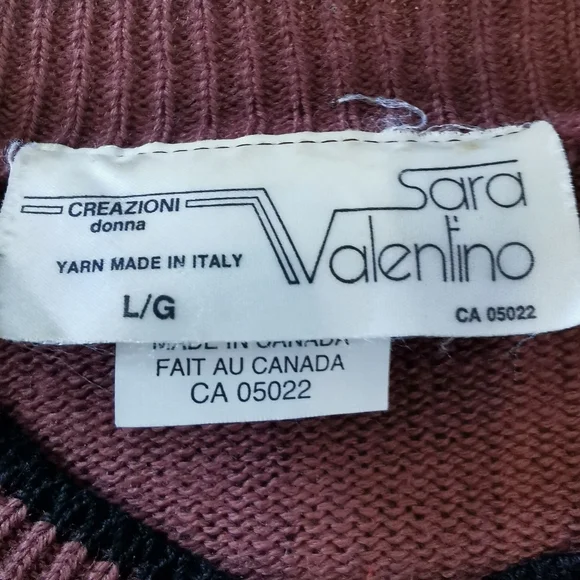 CREAZIONI
donna
Sara
Valentino
YARN MADE IN ITALY
L/G
CA 05022
MADE IN CANADA
FAIT AU CANADA
CA 05022